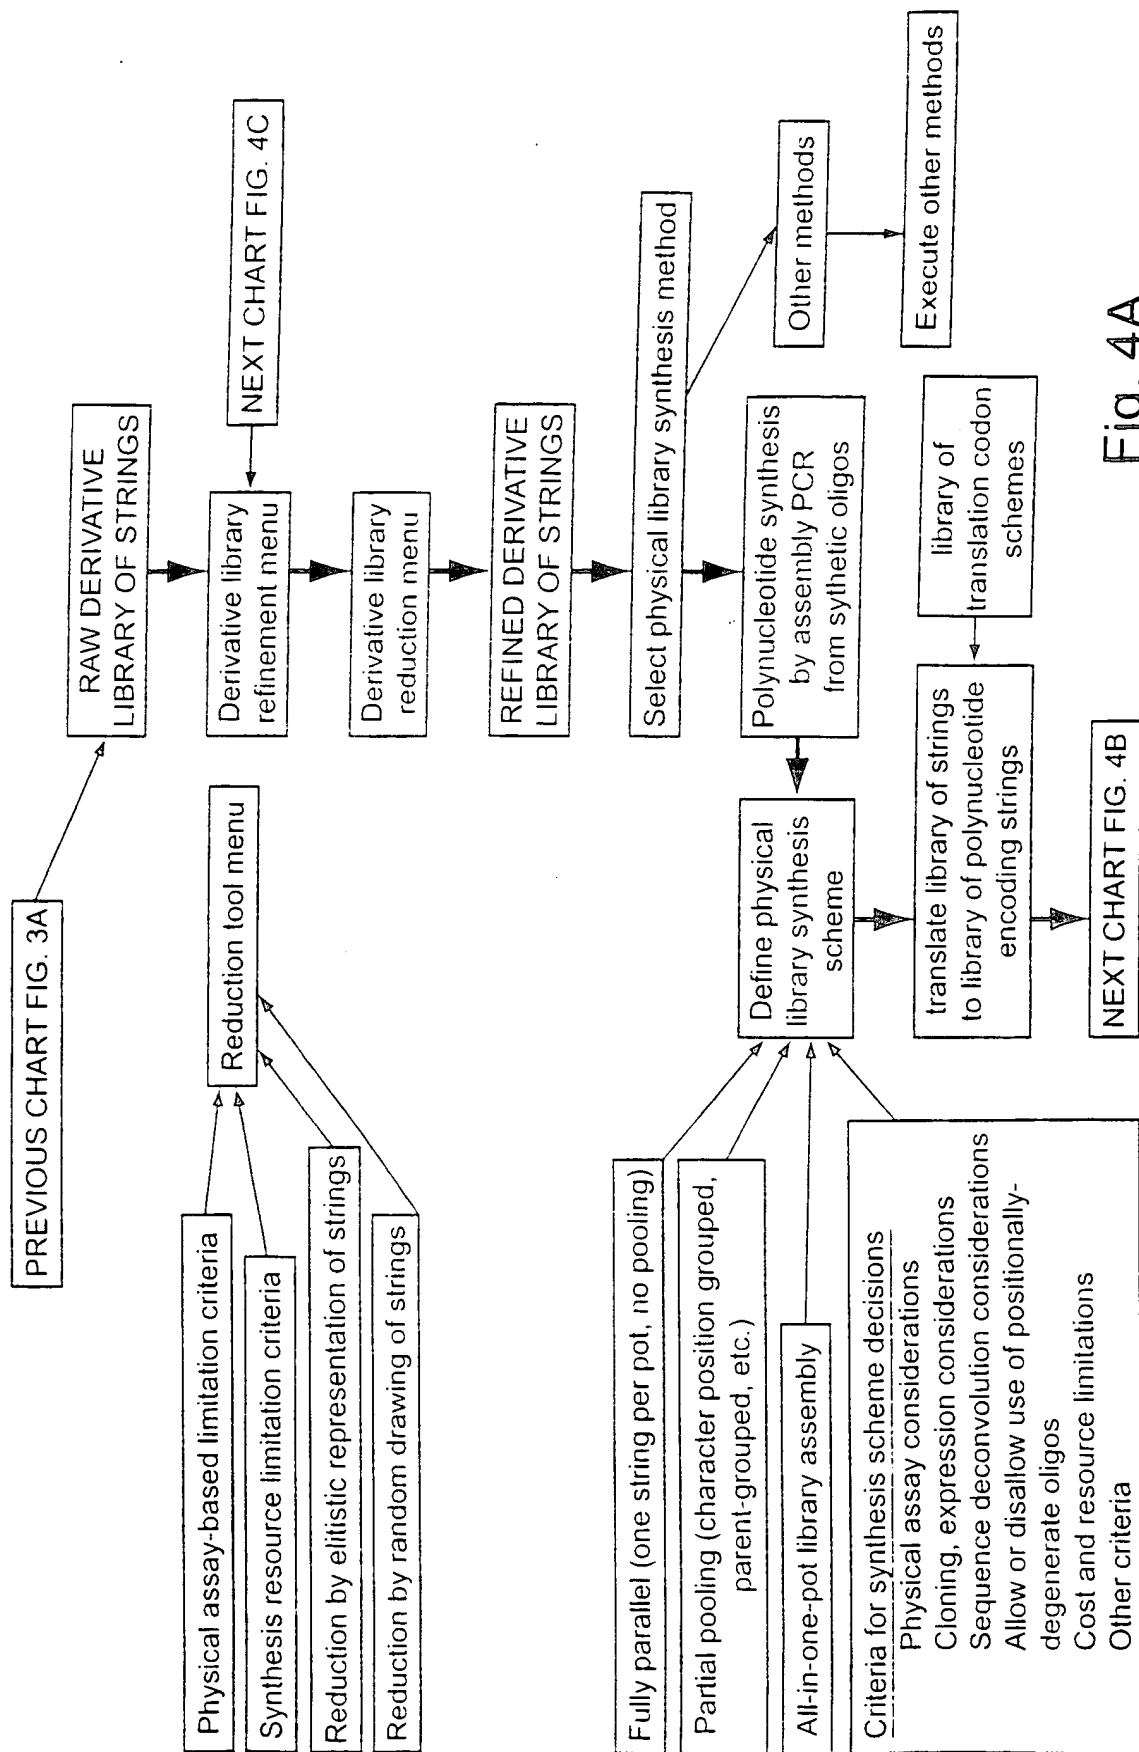 PREVIOUS CHART FIG. 3A
RAW DERIVATIVE
LIBRARY OF STRINGS
NEXT CHART FIG. 4C
Derivative library
refinement menu
Reduction tool menu
Physical assay-based limitation criteria
Synthesis resource limitation criteria
Reduction by elitistic representation of strings
Reduction by random drawing of strings
Derivative library
reduction menu
REFINED DERIVATIVE
LIBRARY OF STRINGS
Select physical library synthesis method
Other methods
Execute other methods
Polynucleotide synthesis
by assembly PCR
from sythetic oligos
Define physical
library synthesis
scheme
Fully parallel (one string per pot, no pooling)
Partial pooling (character position grouped,
parent-grouped, etc.)
All-in-one-pot library assembly
Criteria for synthesis scheme decisions
Physical assay considerations
Cloning, expression considerations
Sequence deconvolution considerations
Allow or disallow use of positionally-
degenerate oligos
Cost and resource limitations
Other criteria
library of
translation codon
schemes
translate library of strings
to library of polynucleotide
encoding strings
NEXT CHART FIG. 4B
Fig. 4A